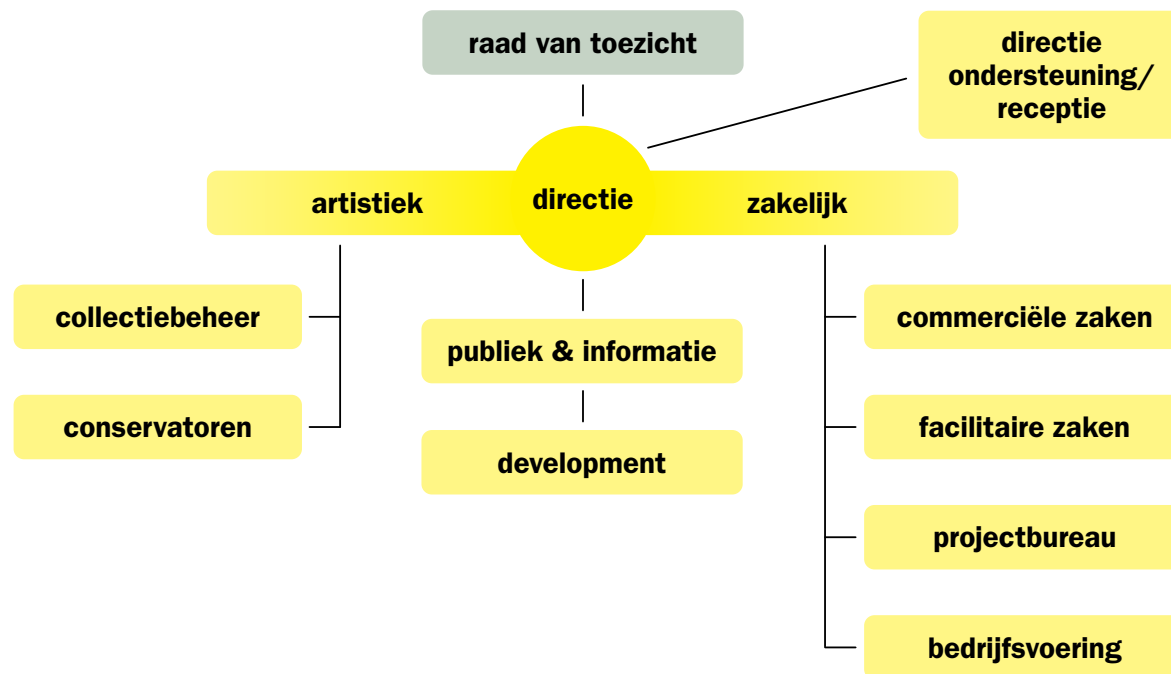 raad van toezicht
directie
ondersteuning/
receptie
artistiek
directie
zakelijk
collectiebeheer
conservatoren
publiek & informatie
development
commerciële zaken
facilitaire zaken
projectbureau
bedrijfsvoering